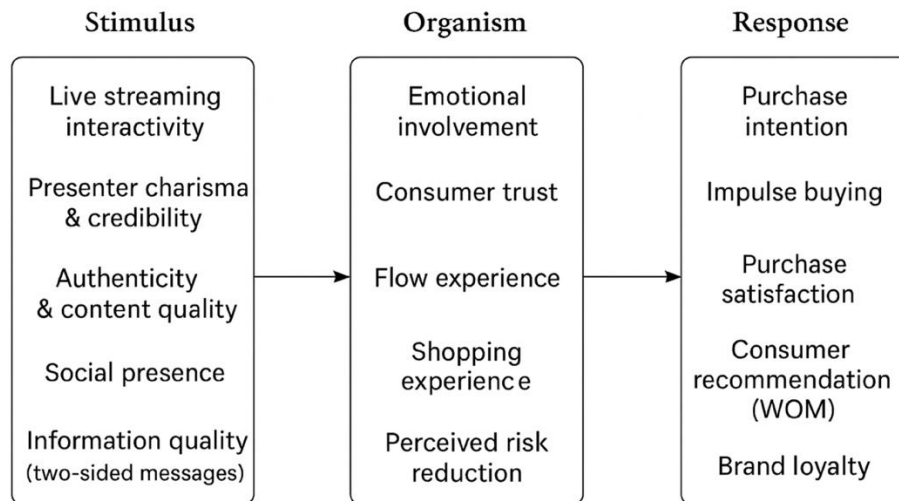 Stimulus
Live streaming
interactivity
Presenter charisma
& credibility
Authenticity
& content quality
Social presence
Information quality
(two-sided messages)
Organism
Emotional
involvement
Consumer trust
Flow experience
Shopping
experience
Perceived risk
reduction
Response
Purchase
intention
Impulse buying
Purchase
satisfaction
Consumer
recommendation
(WOM)
Brand loyalty